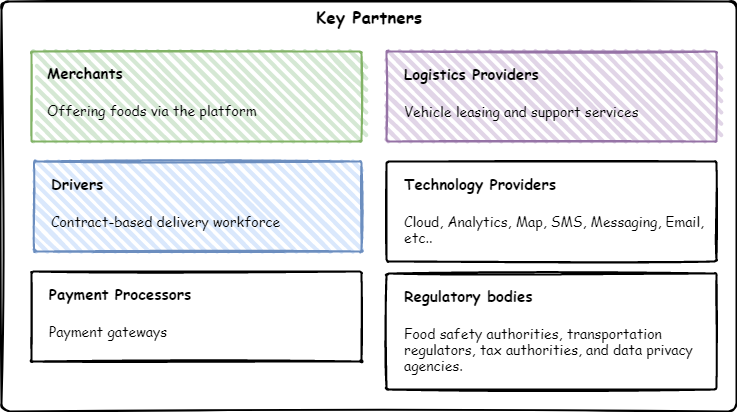 Key Partners
Merchants
Offering foods via the platform
Logistics Providers
Vehicle leasing and support services
Drivers
Contract-based delivery workforce
Technology Providers
Cloud, Analytics, Map, SMS, Messaging, Email,
etc..
Payment Processors
Payment gateways
Regulatory bodies
Food safety authorities, transportation
regulators, tax authorities, and data privacy
agencies.